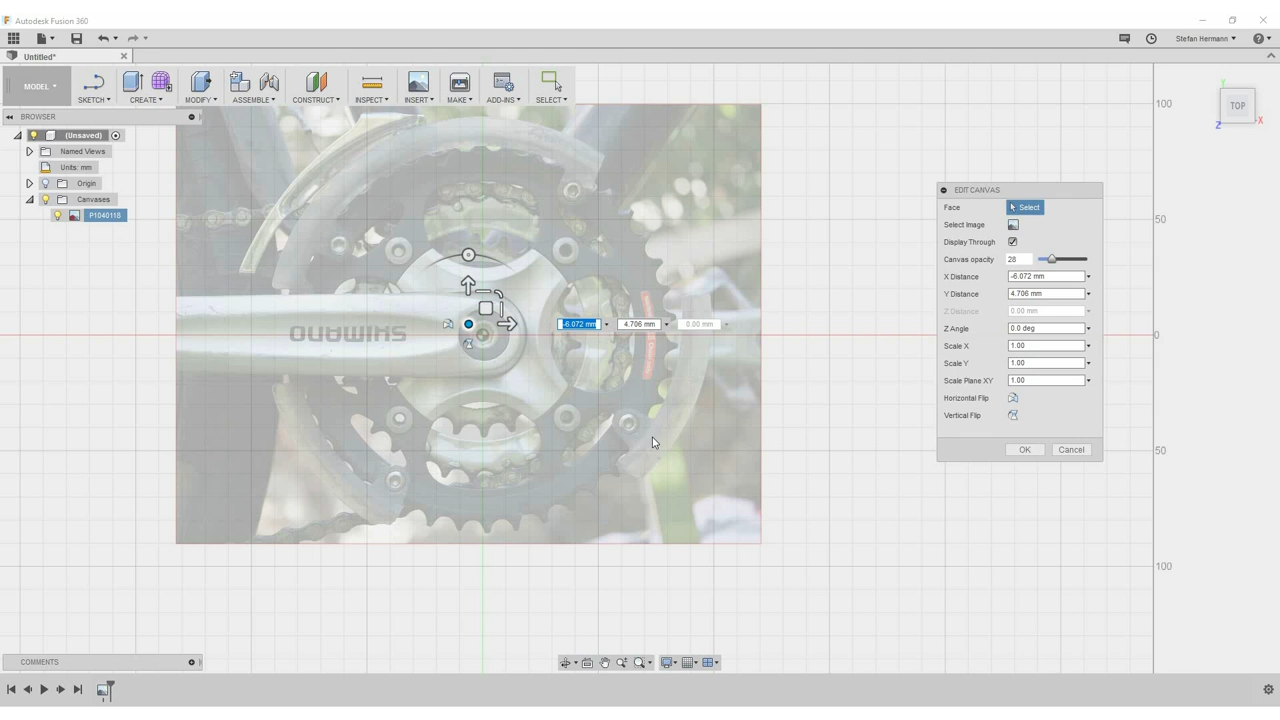 Autodesk Fusion 360
Stefan Hermann
Untitled*
MODEL
SKETCH
CREATE
MODIFY
ASSEMBLE
CONSTRUCT
INSPECT
INSERT
MAKE
ADD-INS
SELECT
BROWSER
(Unsaved)
Named Views
Units: mm
Origin
Canvases
P1040118
TOP
X
Y
Z
100
50
0
50
100
SHIMANO
-6.072 mm
4.706 mm
0.00 mm
EDIT CANVAS
Face
Select
Select Image
Display Through
Canvas opacity
28
X Distance
-6.072 mm
Y Distance
4.706 mm
Z Distance
0.00 mm
Z Angle
0.0 deg
Scale X
1.00
Scale Y
1.00
Scale Plane XY
1.00
Horizontal Flip
Vertical Flip
OK
Cancel
COMMENTS